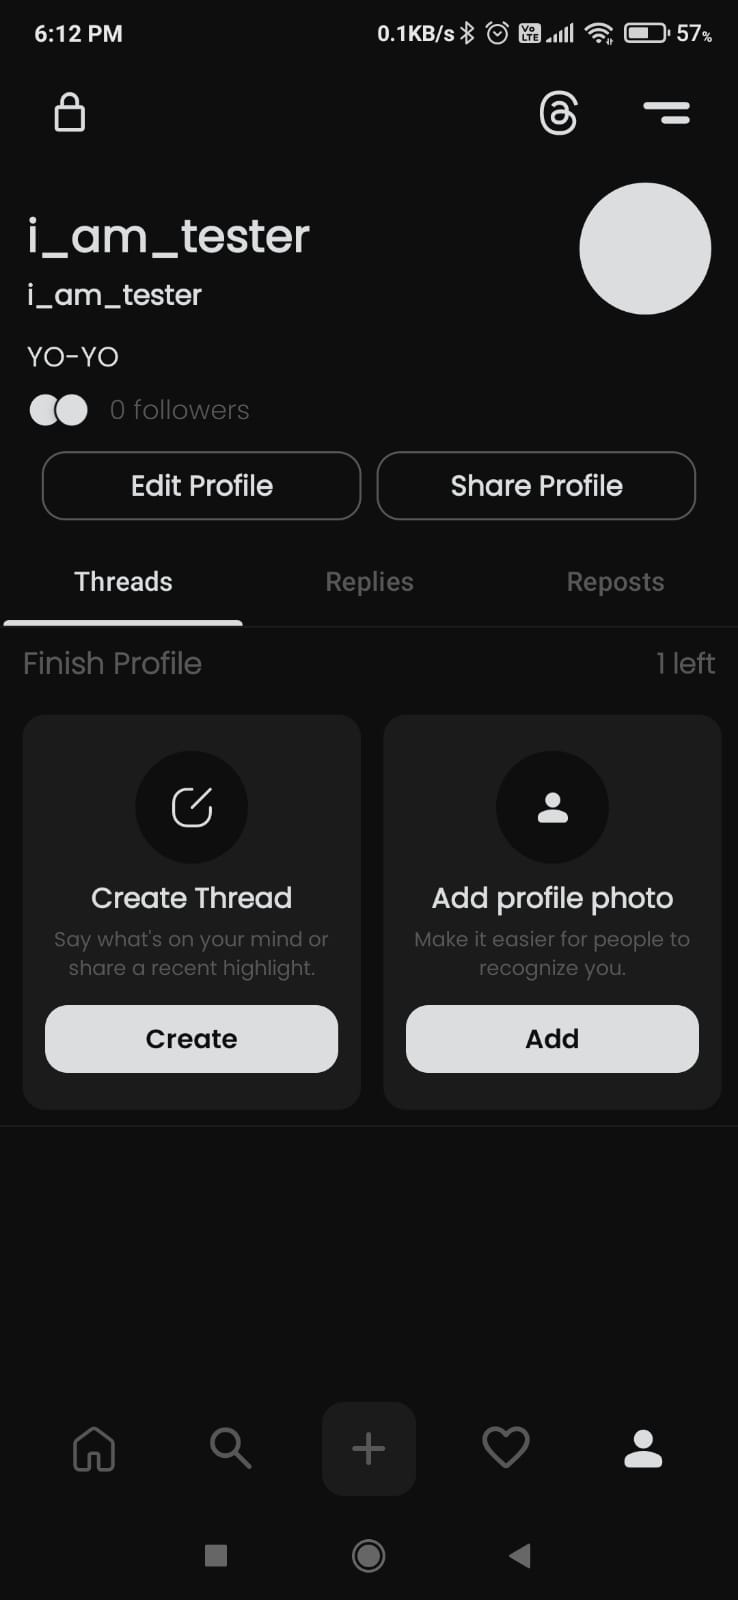 6:12 PM
0.1KB/s Vo LTE 57%
i_am_tester
i_am_tester
YO-YO
0 followers
Edit Profile Share Profile
Threads Replies Reposts
Finish Profile 1 left
Create Thread
Say what's on your mind or
share a recent highlight.
Create
Add profile photo
Make it easier for people to
recognize you.
Add